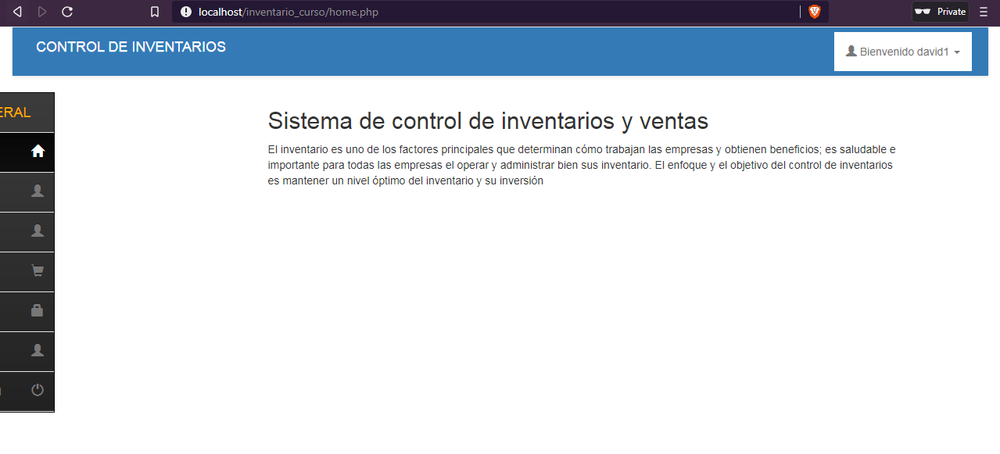 localhost/inventario_curso/home.php
Private
CONTROL DE INVENTARIOS
Bienvenido david1
ERAL
Sistema de control de inventarios y ventas
El inventario es uno de los factores principales que determinan cómo trabajan las empresas y obtienen beneficios; es saludable e
importante para todas las empresas el operar y administrar bien sus inventario. El enfoque y el objetivo del control de inventarios
es mantener un nivel óptimo del inventario y su inversión